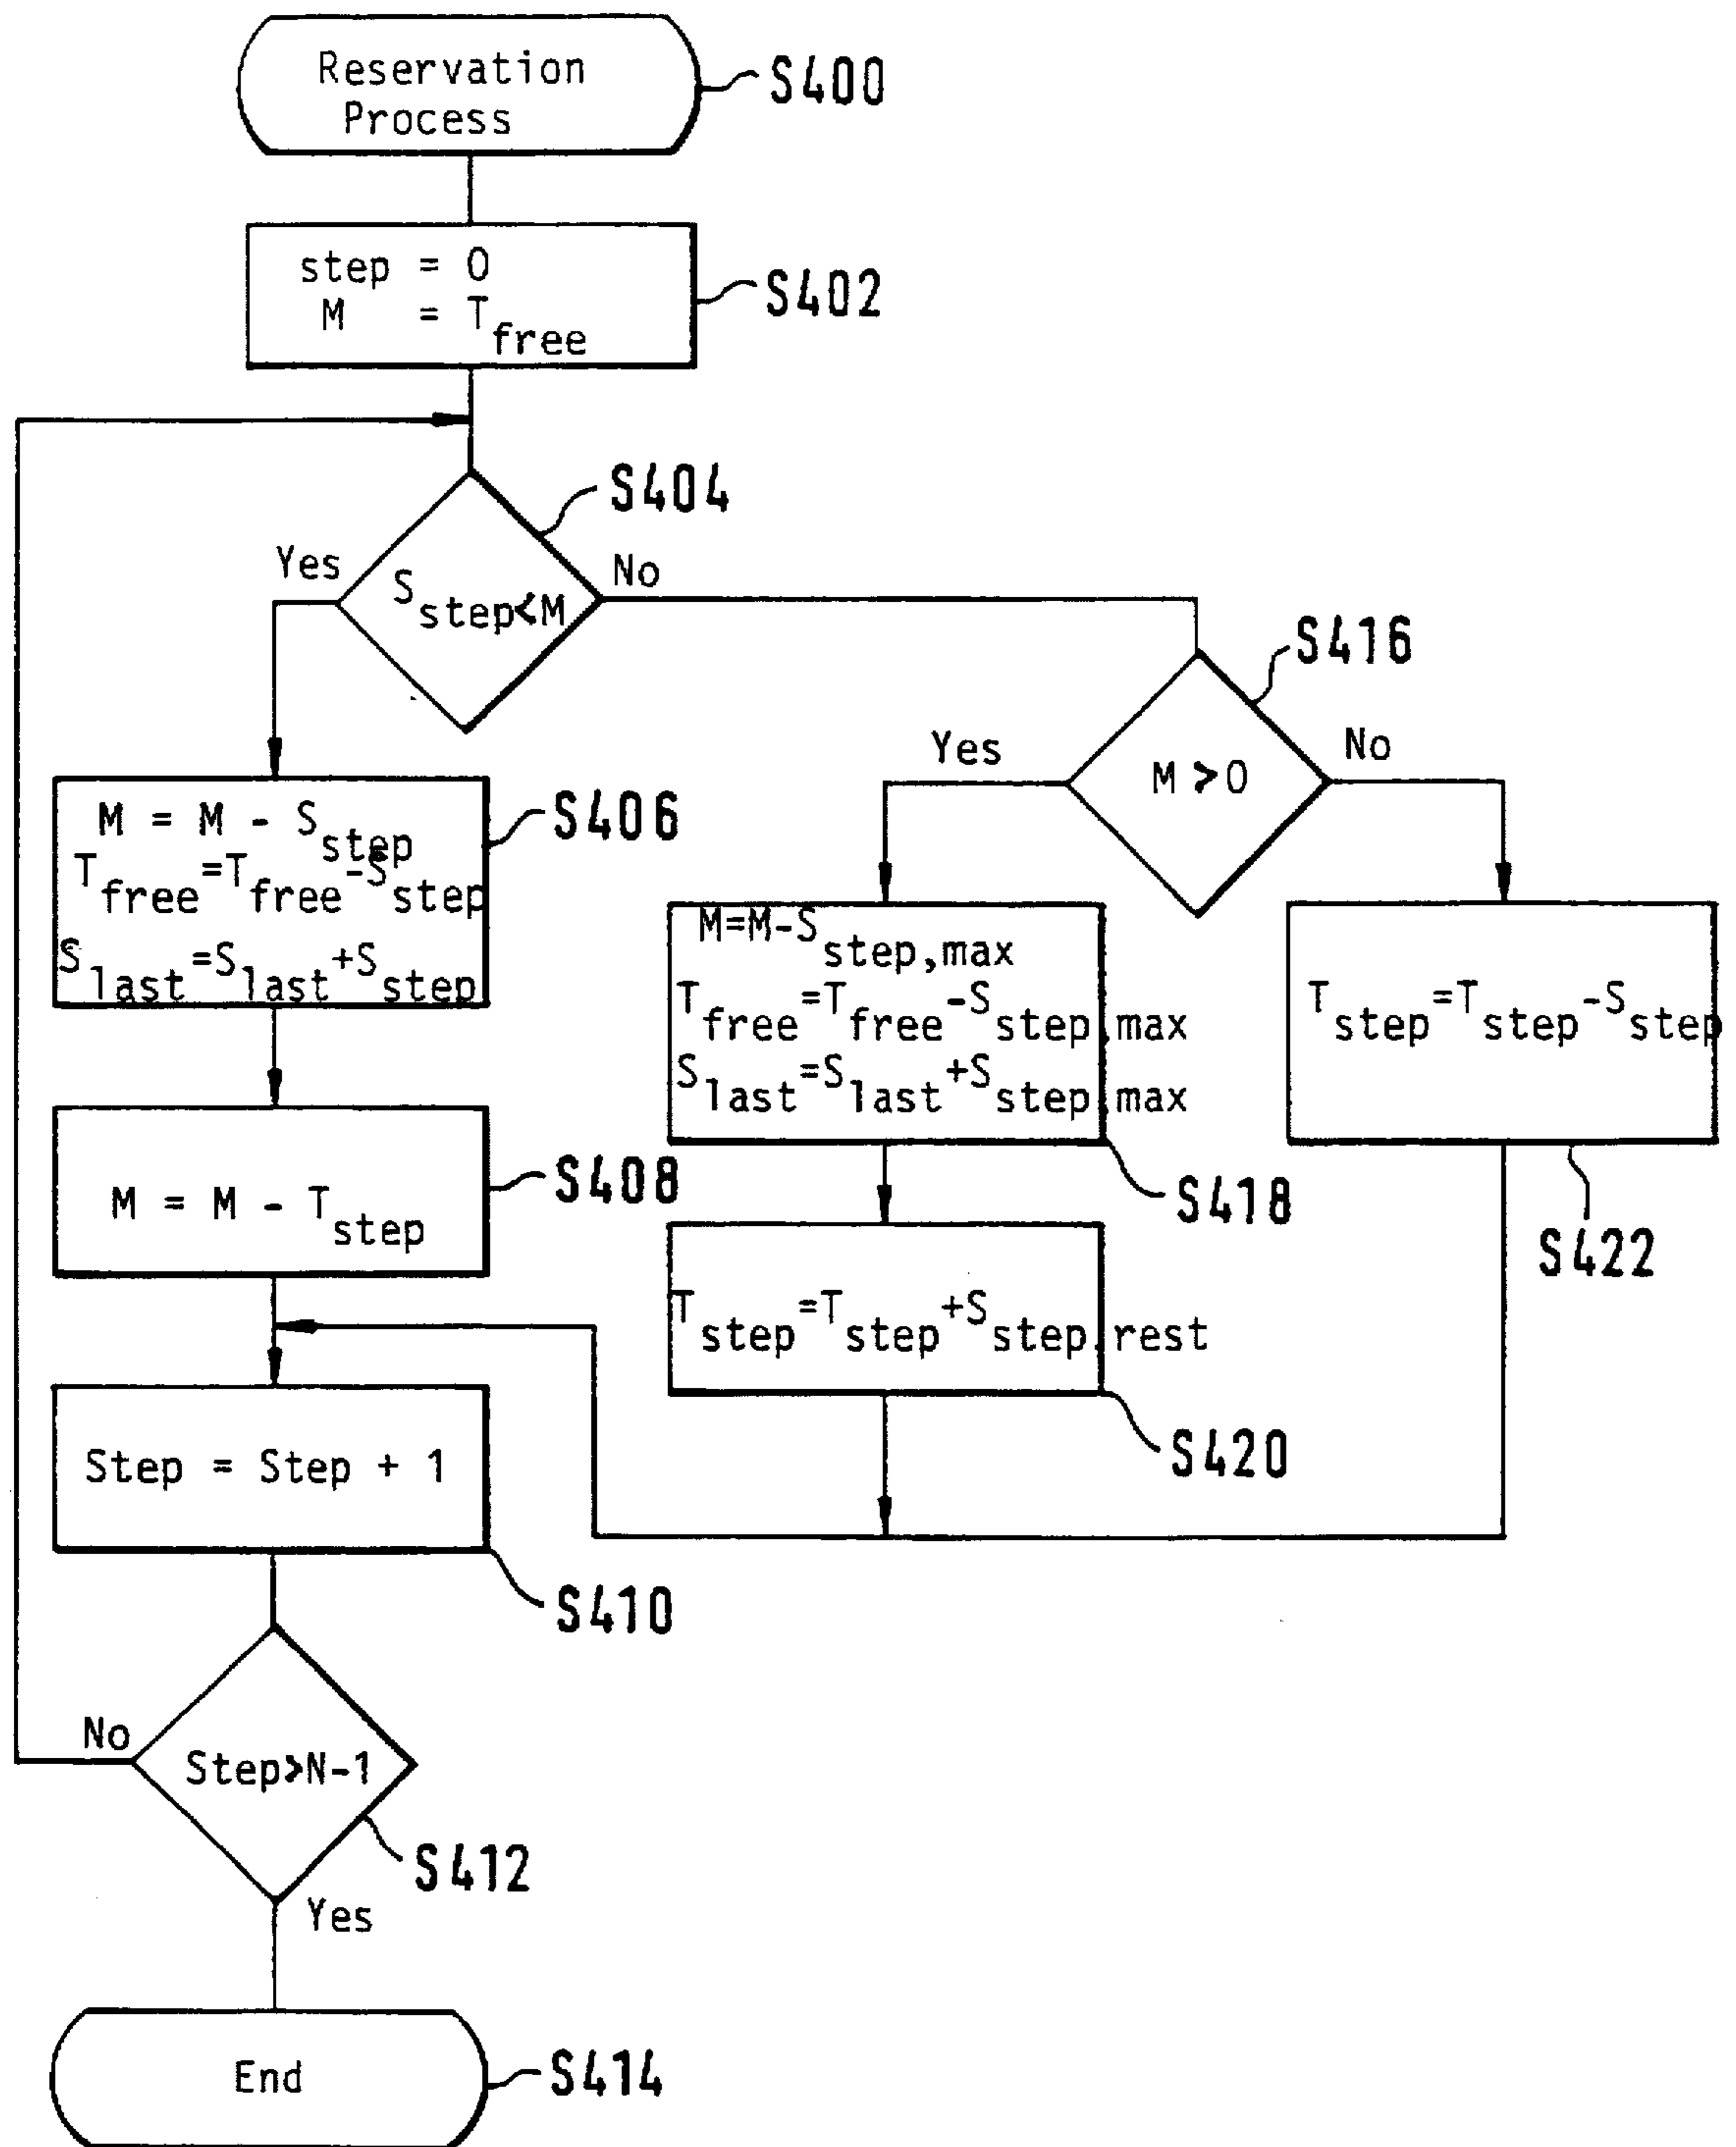 Reservation
Process
S400
step = 0
M = T free
S402
S404
Yes
S step<M
No
S416
Yes
M >0
No
M = M - S step
T free=T free-S step
S last=S last+S step
S406
M=M-S step,max
T free=T free-S step,max
S last=S last+S step,max
S418
T step=T step-S step
S422
M = M - T step
S408
T step=T step+S step,rest
S420
Step = Step + 1
S410
No
Step>N-1
S412
Yes
End
S414